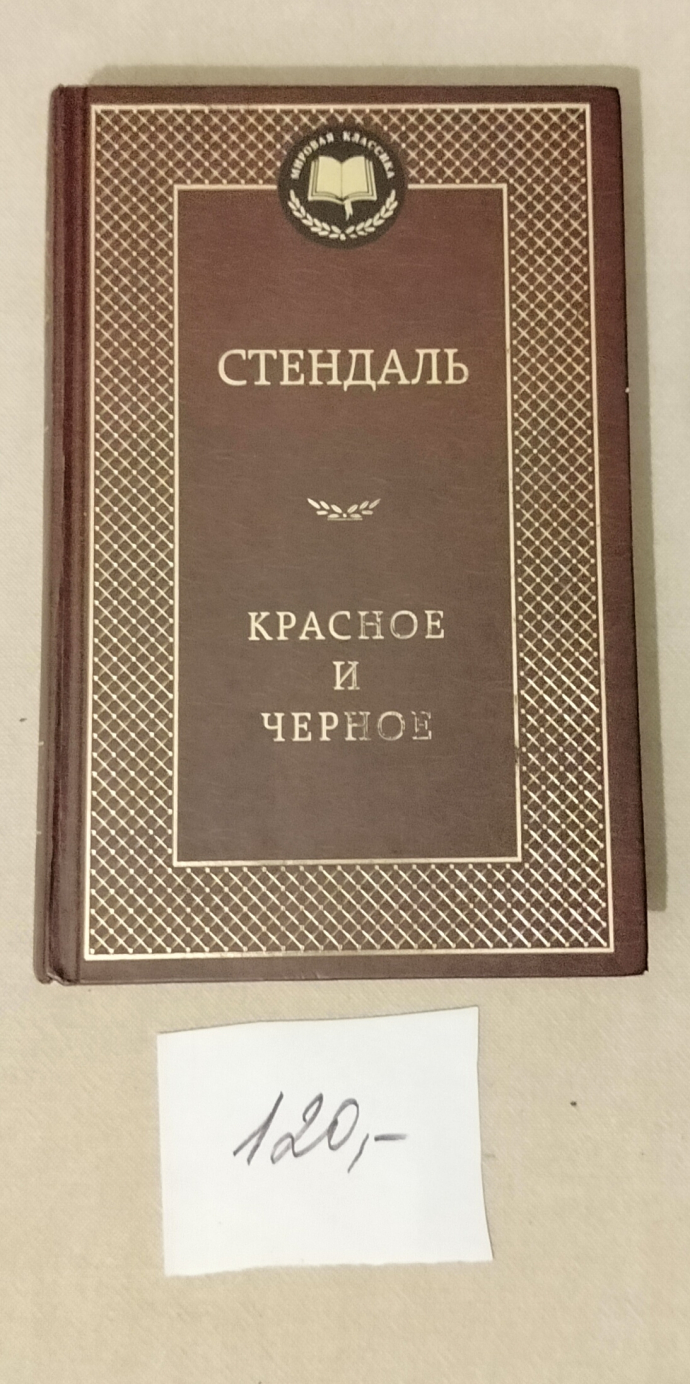 МИРОВАЯ КЛАССИКА
СТЕНДАЛЬ
КРАСНОЕ
И
ЧЕРНОЕ
120,-